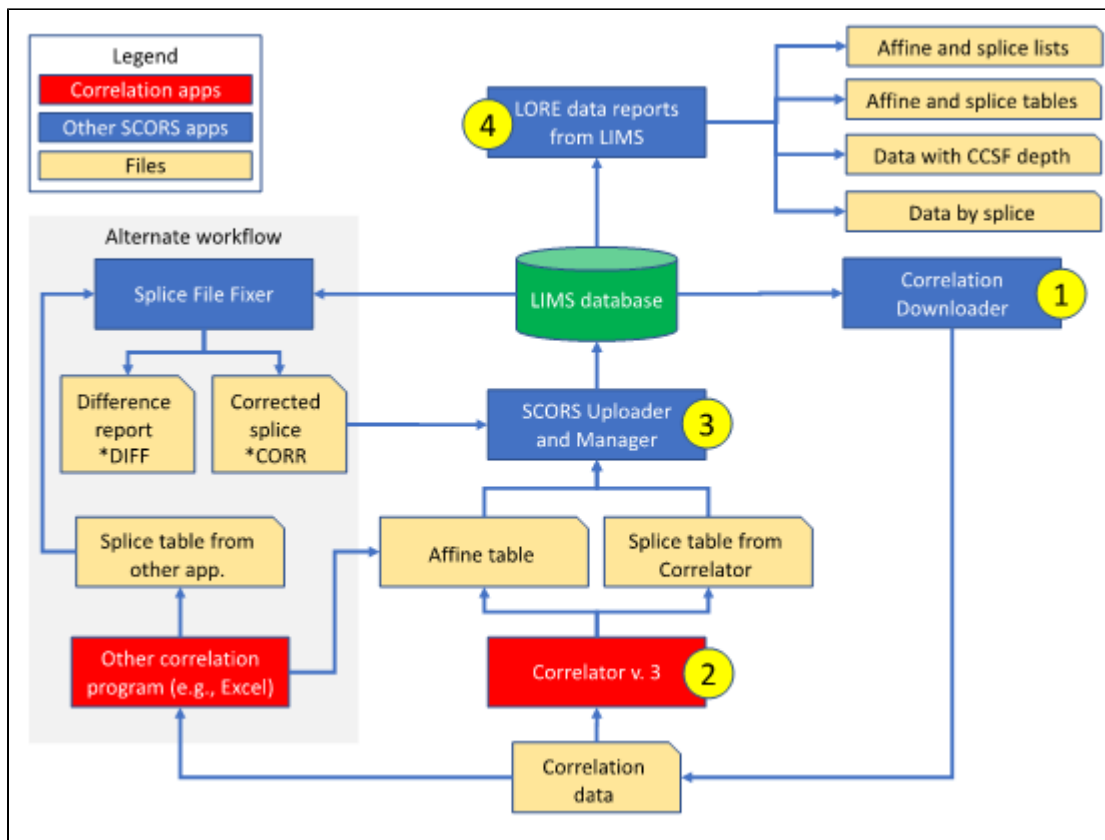 Legend
Correlation apps
Other SCORS apps
Files
4
LORE data reports
from LIMS
Affine and splice lists
Affine and splice tables
Data with CCSF depth
Data by splice
Alternate workflow
Splice File Fixer
LIMS database
Correlation
Downloader
1
Difference
report
*DIFF
Corrected
splice
*CORR
SCORS Uploader
and Manager
3
Splice table from
other app.
Affine table
Splice table from
Correlator
Other correlation
program (e.g., Excel)
Correlator v. 3
2
Correlation
data